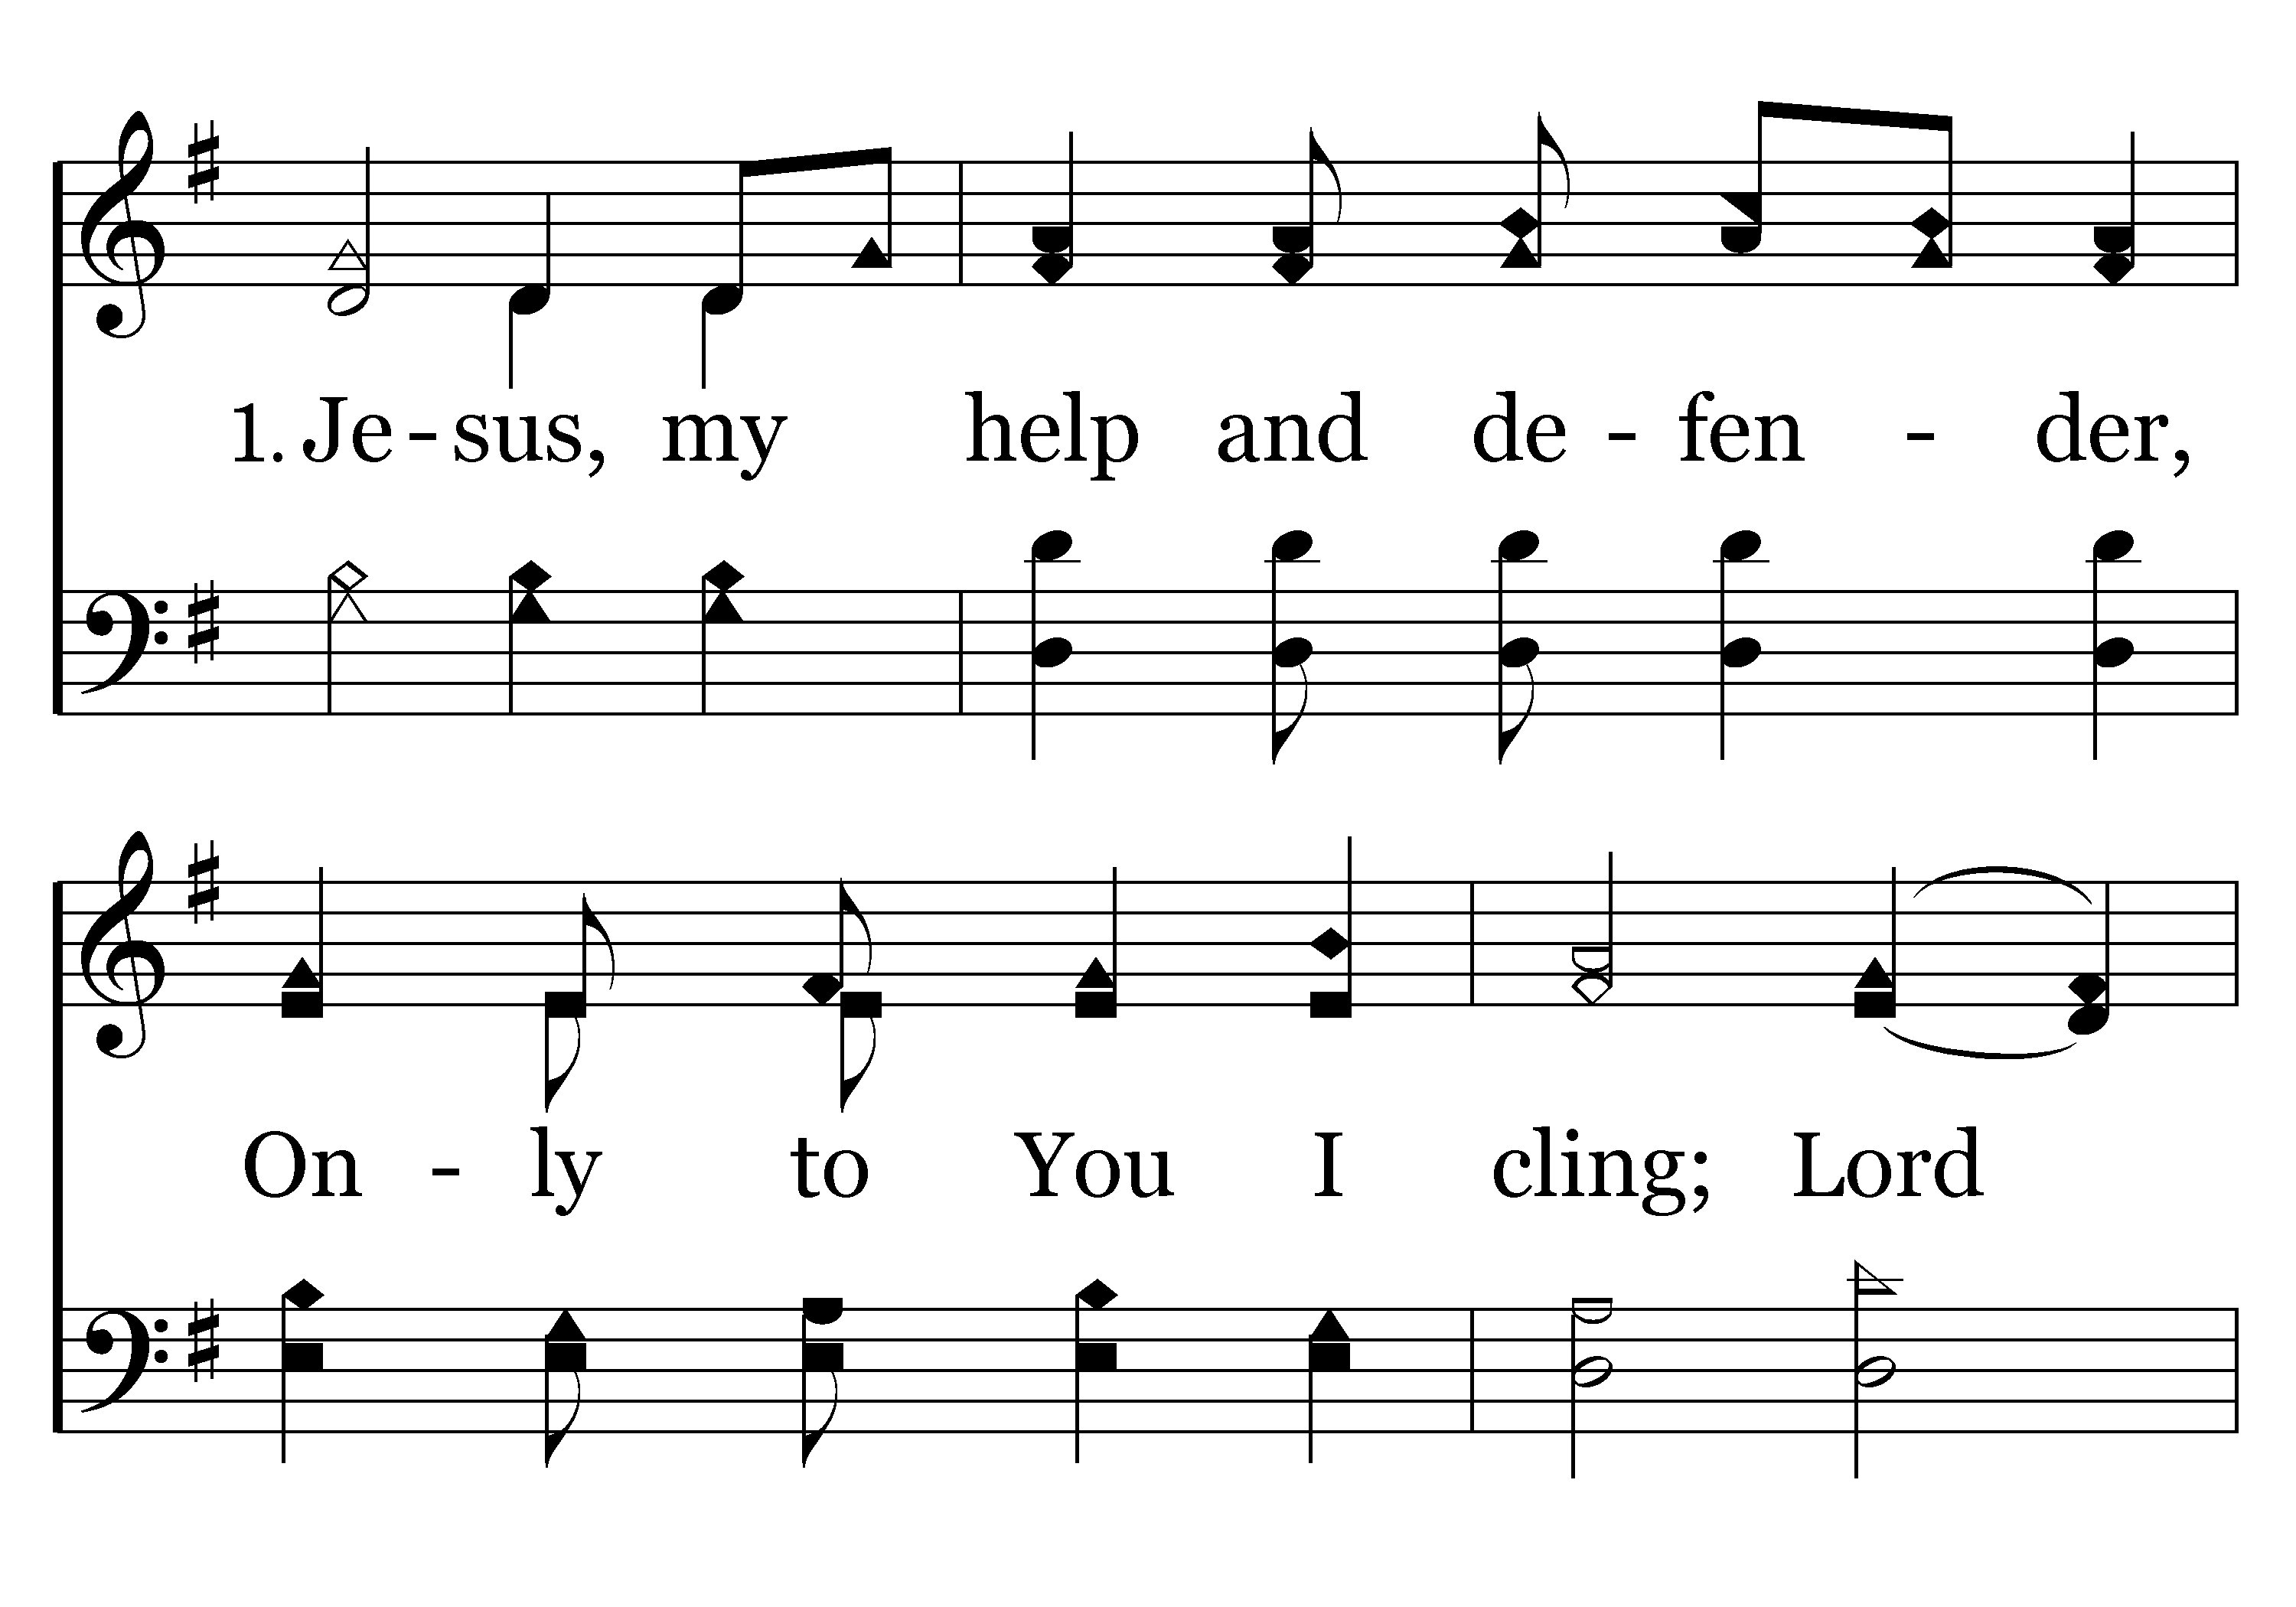 1. Je - sus, my help and de - fen - der,
On - ly to You I cling; Lord